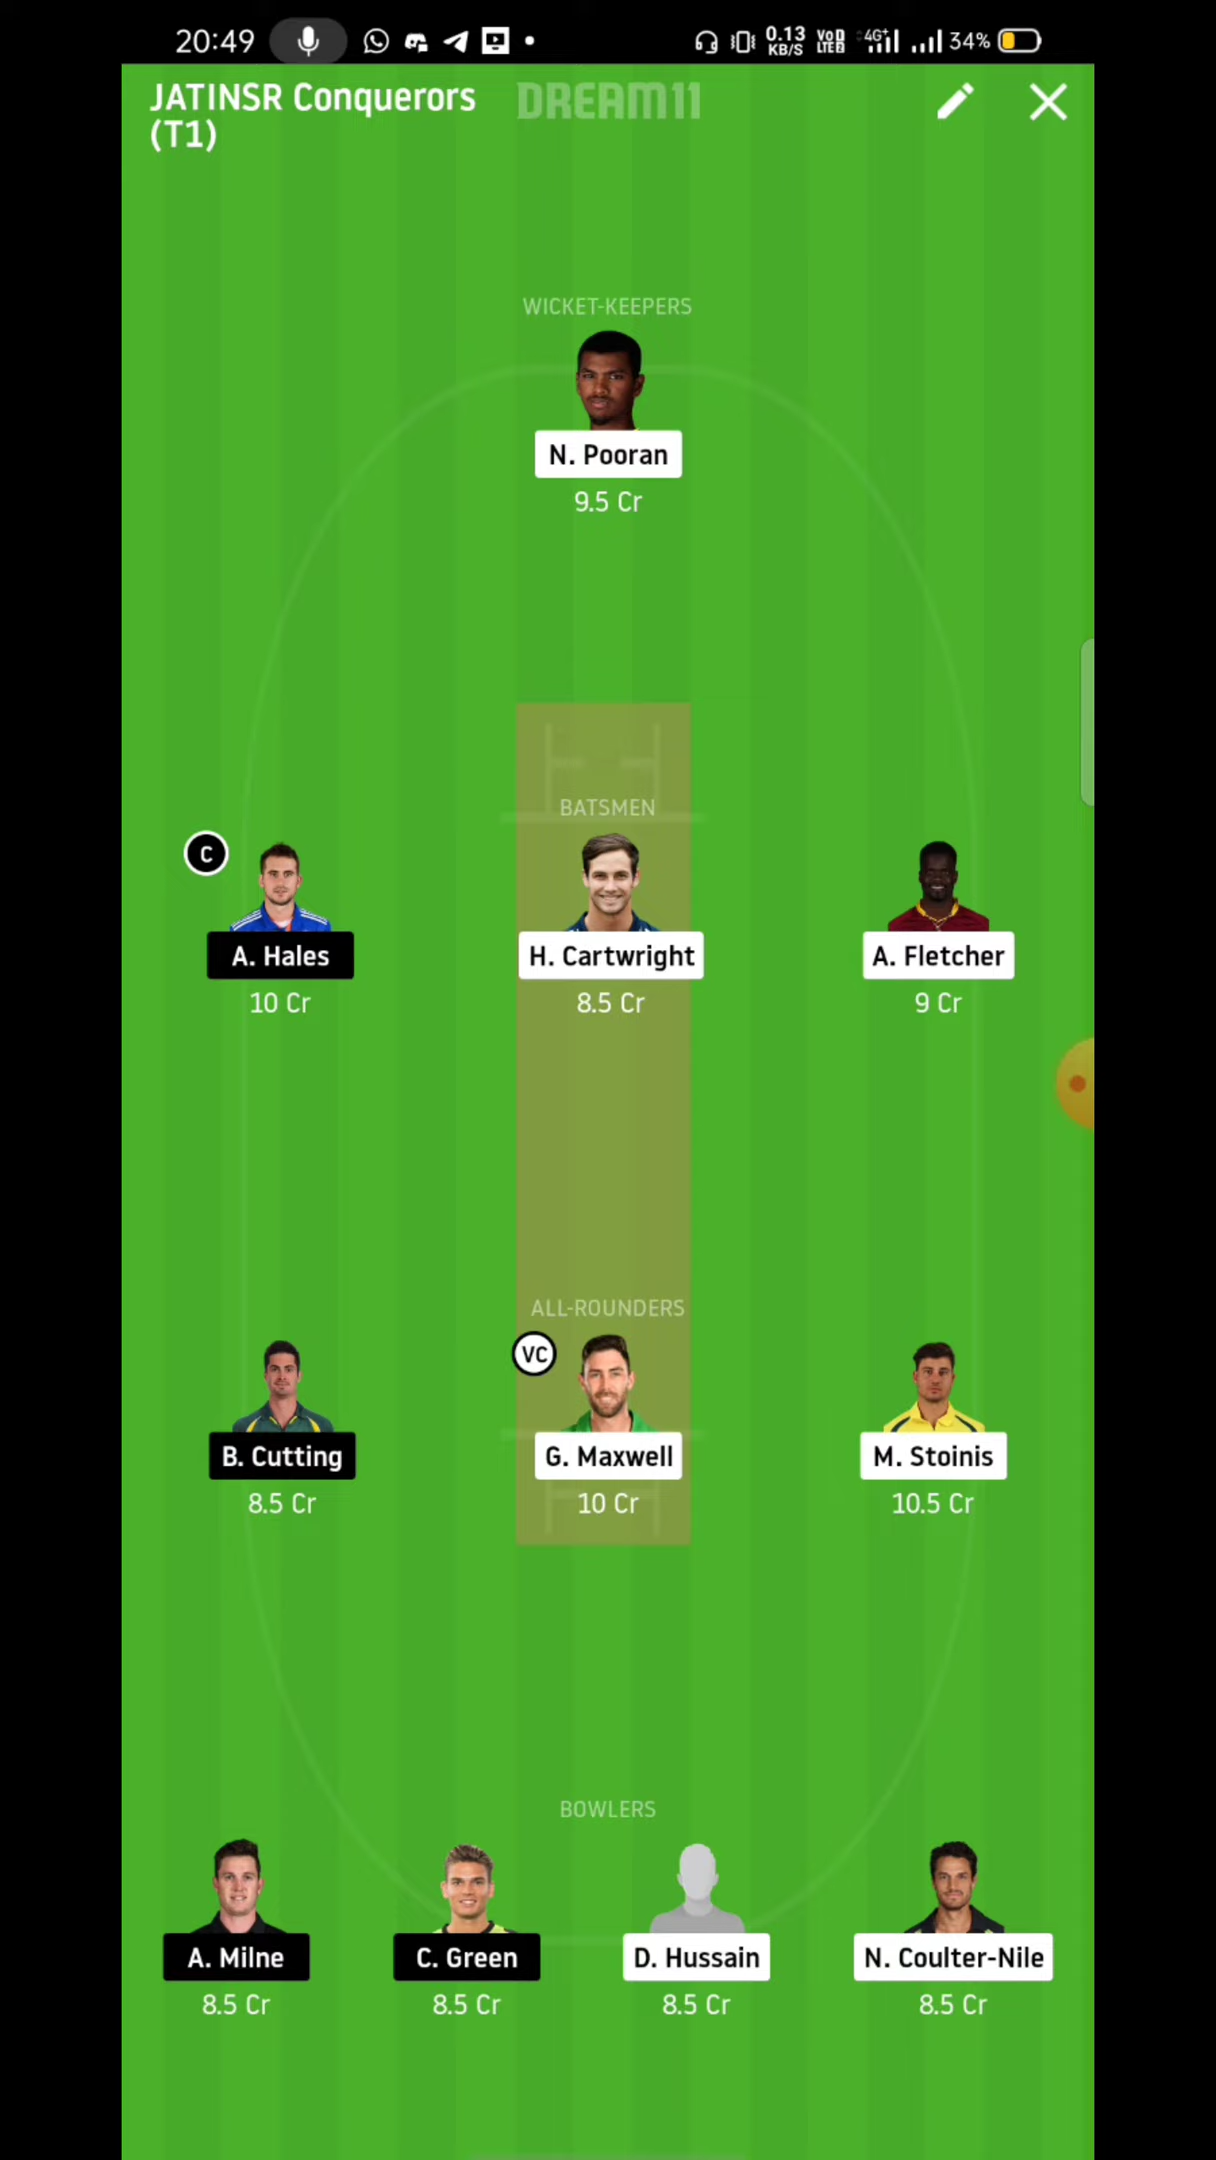 20:49
0.13 KB/S
VoD LTE2
4G+
34%
JATINSR Conquerors
(T1)
DREAM11
WICKET-KEEPERS
N. Pooran
9.5 Cr
BATSMEN
C
A. Hales
H. Cartwright
A. Fletcher
10 Cr
8.5 Cr
9 Cr
ALL-ROUNDERS
VC
B. Cutting
G. Maxwell
M. Stoinis
8.5 Cr
10 Cr
10.5 Cr
BOWLERS
A. Milne
C. Green
D. Hussain
N. Coulter-Nile
8.5 Cr
8.5 Cr
8.5 Cr
8.5 Cr